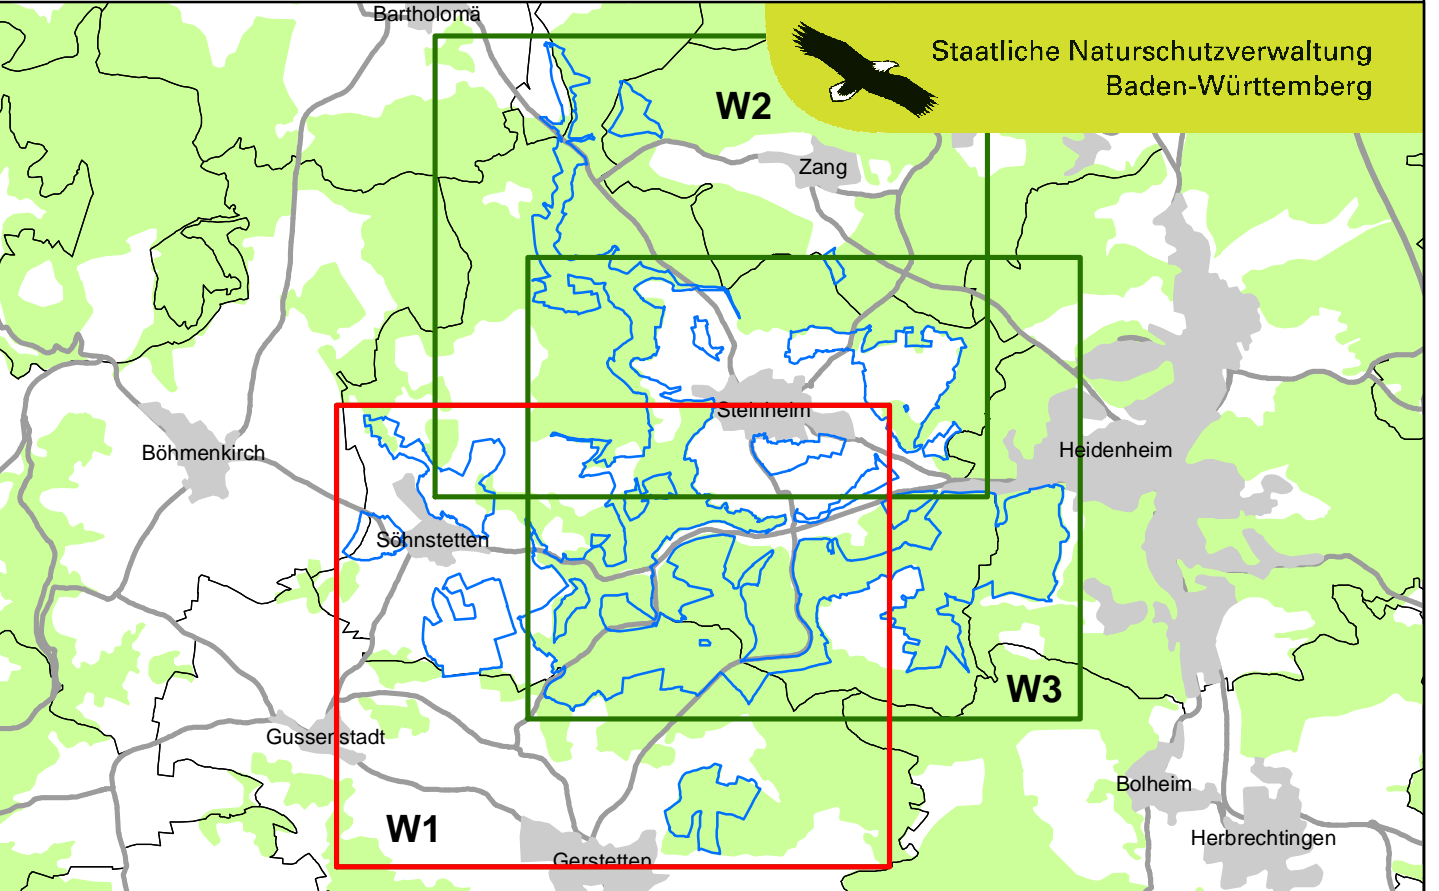 Bartholomä
Staatliche Naturschutzverwaltung
Baden-Württemberg
W2
Zang
Steinheim
Böhmenkirch
Heidenheim
Söhnstetten
W3
Gussenstadt
Bolheim
W1
Herbrechtingen
Gerstetten